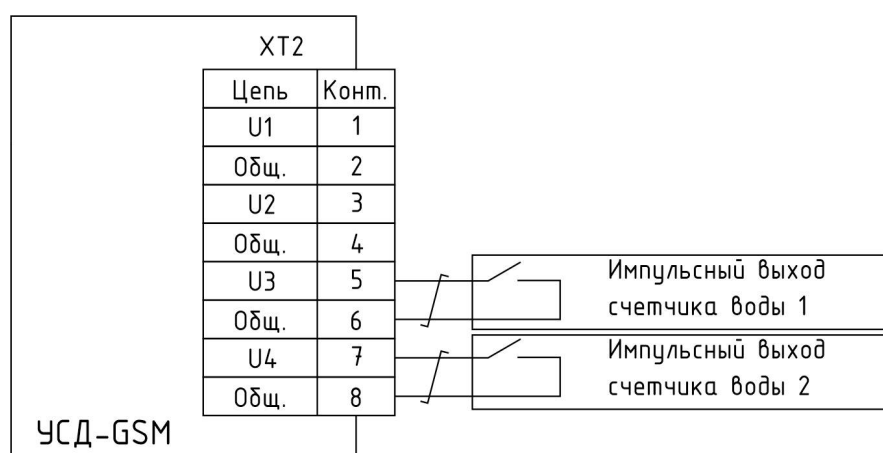 XT2
Цепь Конт.
U1 1
Общ. 2
U2 3
Общ. 4
U3 5
Общ. 6
U4 7
Общ. 8
Импульсный выход
счетчика воды 1
Импульсный выход
счетчика воды 2
УСД-GSM